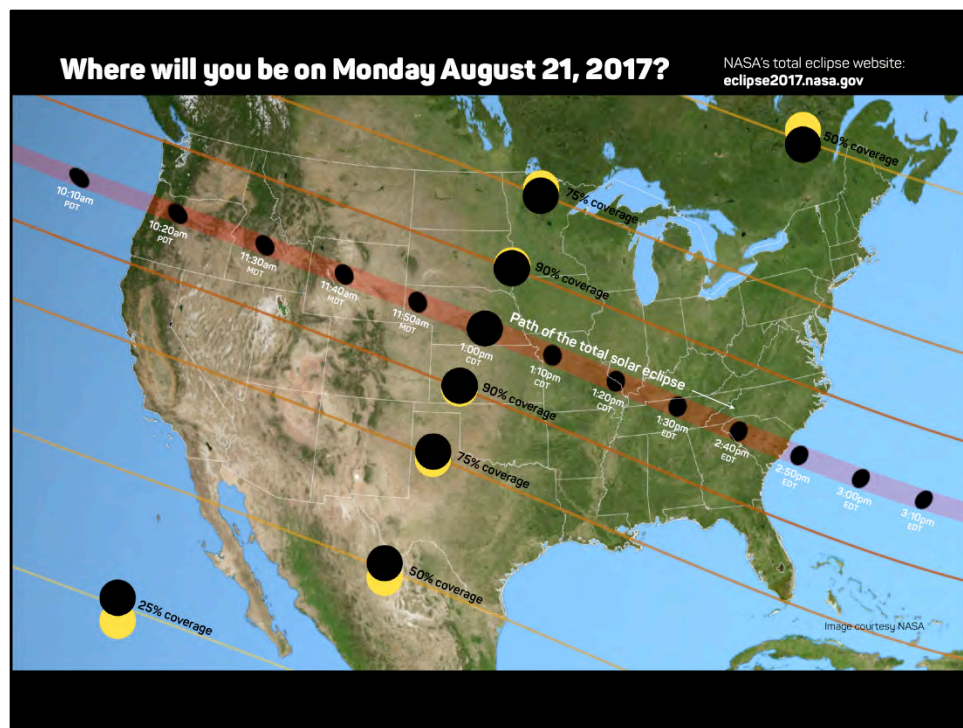 Where will you be on Monday August 21, 2017?
NASA's total eclipse website:
eclipse2017.nasa.gov
50% coverage
75% coverage
90% coverage
10:10am
PDT
10:20am
PDT
11:30am
MDT
11:40am
MDT
11:50am
MDT
1:00pm
CDT
Path of the total solar eclipse
1:10pm
CDT
1:20pm
CDT
1:30pm
EDT
2:40pm
EDT
2:50pm
EDT
3:00pm
EDT
3:10pm
EDT
90% coverage
75% coverage
50% coverage
25% coverage
Image courtesy NASA